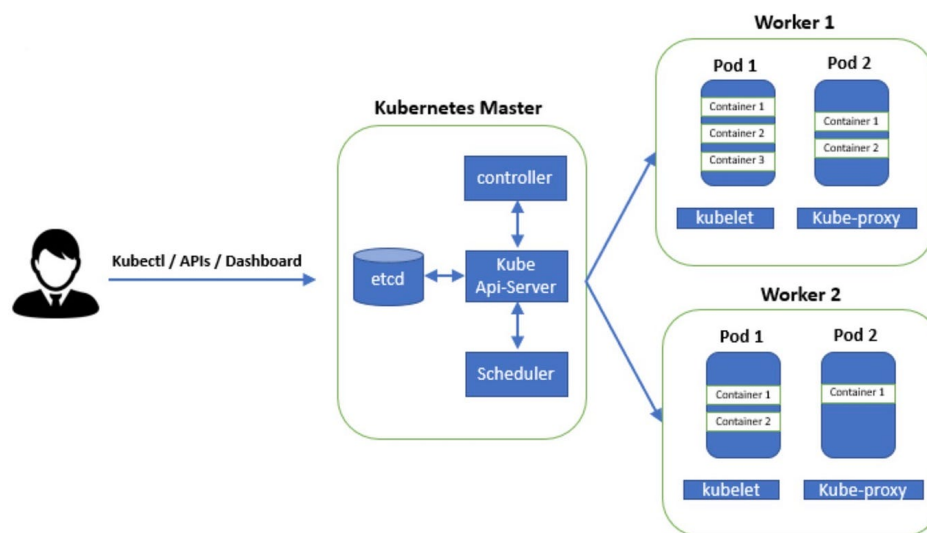 Kubectl / APIs / Dashboard
Kubernetes Master
controller
etcd
Kube
Api-Server
Scheduler
Worker 1
Pod 1
Pod 2
Container 1
Container 2
Container 3
Container 1
Container 2
kubelet
Kube-proxy
Worker 2
Pod 1
Pod 2
Container 1
Container 2
Container 1
kubelet
Kube-proxy